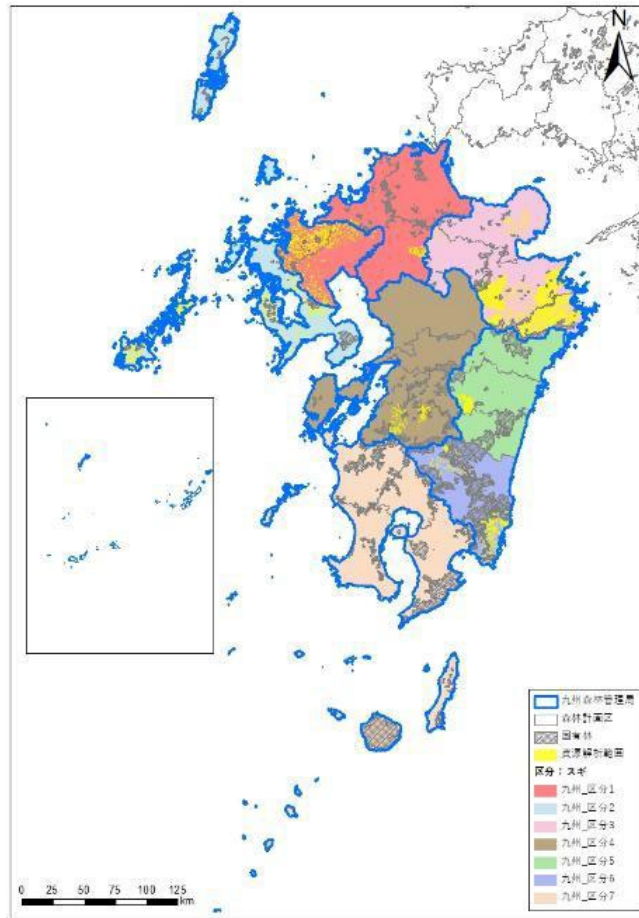 N
九州森林管理局
森林計画区
国有林
資源解析範囲
区分：スギ
九州_区分1
九州_区分2
九州_区分3
九州_区分4
九州_区分5
九州_区分6
九州_区分7
0 25 50 75 100 125
km